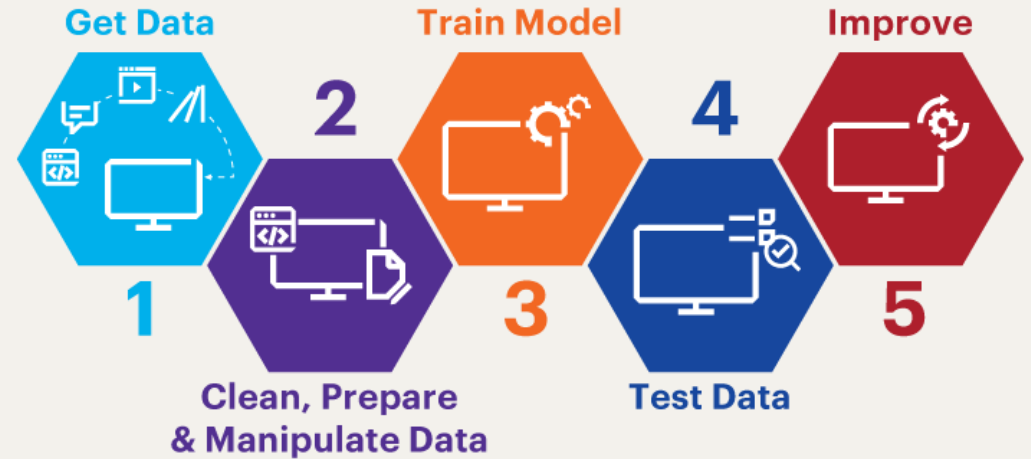 Get Data
1
2
Clean, Prepare
& Manipulate Data
Train Model
3
4
Test Data
Improve
5